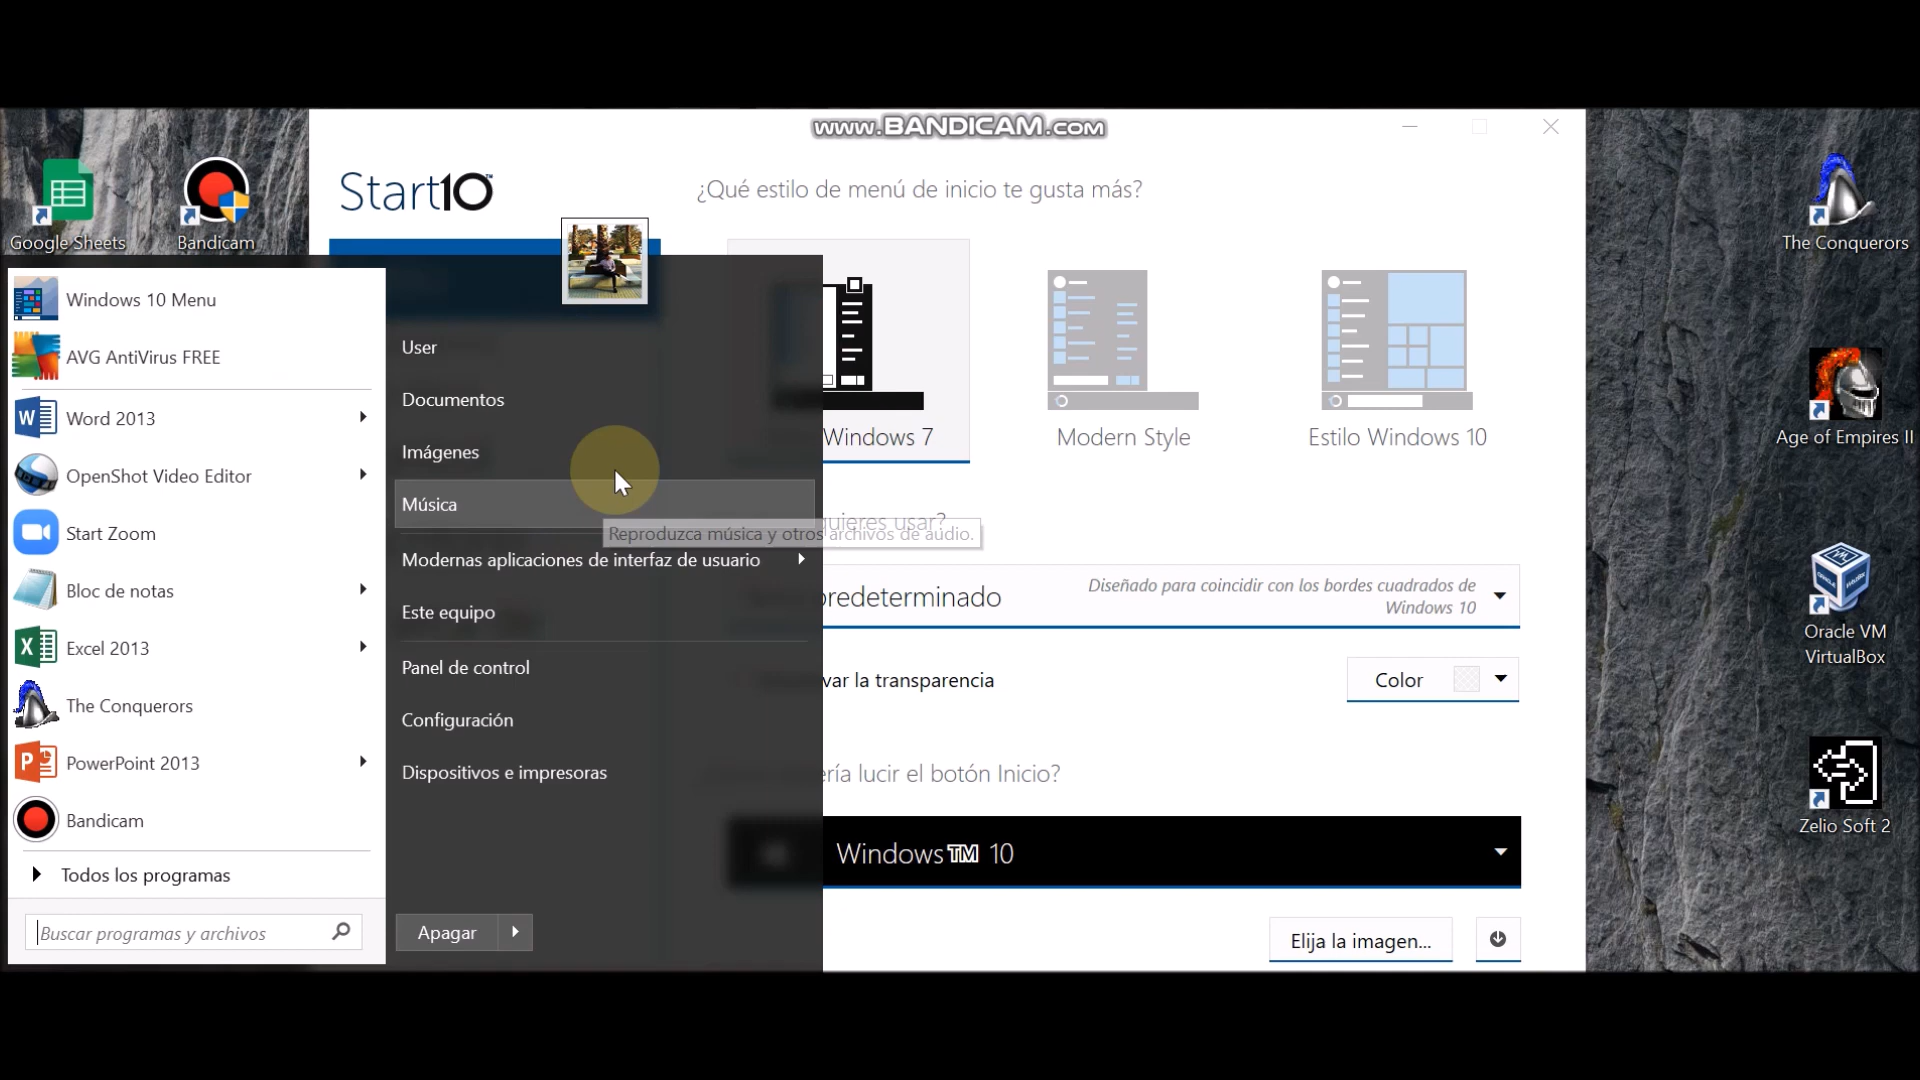 www.BANDICAM.com
Start10™
¿Qué estilo de menú de inicio te gusta más?
Google Sheets
Bandicam
The Conquerors
Windows 10 Menu
AVG AntiVirus FREE
Word 2013
OpenShot Video Editor
Start Zoom
Bloc de notas
Excel 2013
The Conquerors
PowerPoint 2013
Bandicam
Todos los programas
Buscar programas y archivos
User
Documentos
Imágenes
Música
Reproduzca música y otros archivos de audio.
Modernas aplicaciones de interfaz de usuario
Este equipo
Panel de control
Configuración
Dispositivos e impresoras
Apagar
Windows 7
Modern Style
Estilo Windows 10
quieres usar?
predeterminado
Diseñado para coincidir con los bordes cuadrados de
Windows 10
var la transparencia
Color
ría lucir el botón Inicio?
Windows™ 10
Elija la imagen...
Age of Empires II
Oracle VM
VirtualBox
Zelio Soft 2